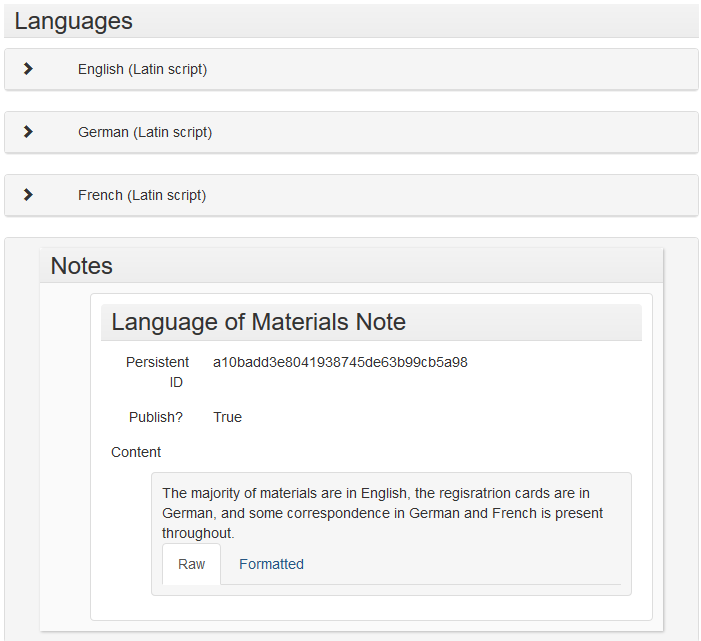 Languages
English (Latin script)
German (Latin script)
French (Latin script)
Notes
Language of Materials Note
Persistent ID a10badd3e8041938745de63b99cb5a98
Publish? True
Content
The majority of materials are in English, the regisratrion cards are in
German, and some correspondence in German and French is present
throughout.
Raw Formatted